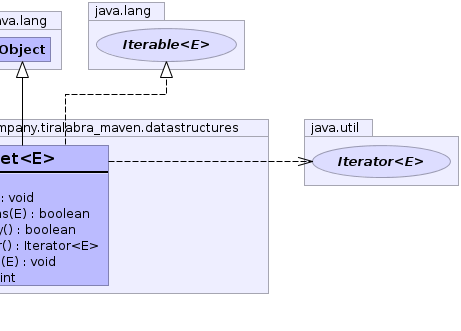 java.lang
Iterable<E>
ava.lang
Object
mpany.tiralabra_maven.datastructures
java.util
Iterator<E>
et<E>
: void
ns(E) : boolean
y() : boolean
r() : Iterator<E>
(E) : void
int